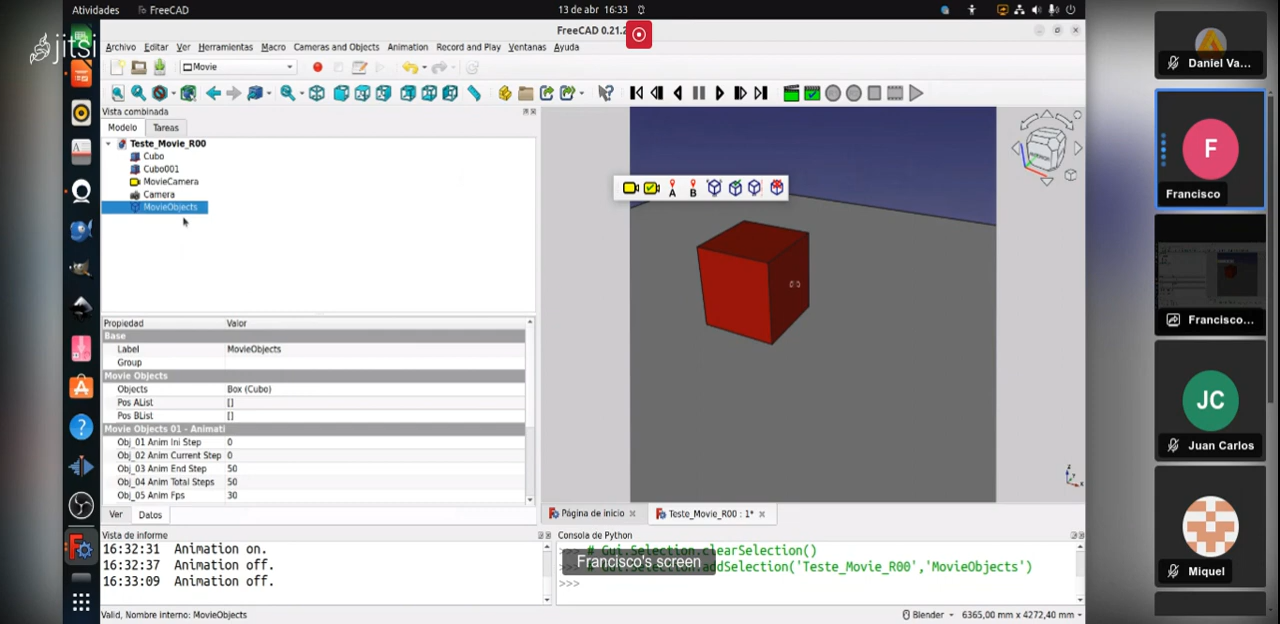 Atividades FreeCAD 13 de abr 16:33
jitsi
FreeCAD 0.21.2
Archivo Editar Ver Herramientas Macro Cameras and Objects Animation Record and Play Ventanas Ayuda
Movie
Vista combinada
Modelo Tareas
Teste_Movie_R00
Cubo
Cubo001
MovieCamera
Camera
MovieObjects
A B
Propiedad Valor
Base
Label MovieObjects
Group
Movie Objects
Objects Box (Cubo)
Pos AList []
Pos BList []
Movie Objects 01 - Animati
Obj_01 Anim Ini Step 0
Obj_02 Anim Current Step 0
Obj_03 Anim End Step 50
Obj_04 Anim Total Steps 50
Obj_05 Anim Fps 30
Ver Datos
Página de inicio Teste_Movie_R00 : 1*
Vista de informe
16:32:31 Animation on.
16:32:37 Animation off.
16:33:09 Animation off.
Consola de Python
>>> # Gui.Selection.clearSelection()
>>> # Gui.Selection.addSelection('Teste_Movie_R00','MovieObjects')
>>>
Francisco's screen
Valid, Nombre interno: MovieObjects
Blender 6365,00 mm x 4272,40 mm
Daniel Va...
F
Francisco
Francisco...
JC
Juan Carlos
Miquel